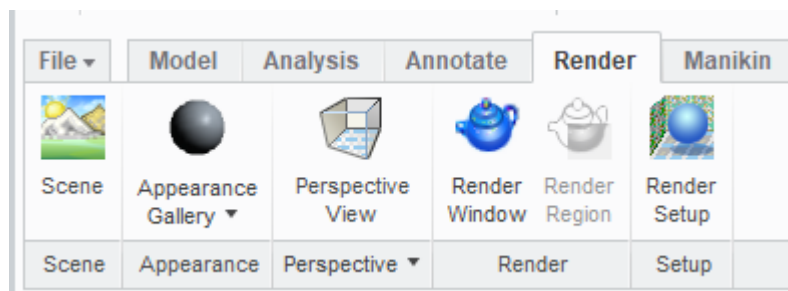 File Model Analysis Annotate Render Manikin
Scene Appearance Perspective Render Render Render
Gallery View Window Region Setup
Scene Appearance Perspective Render Setup